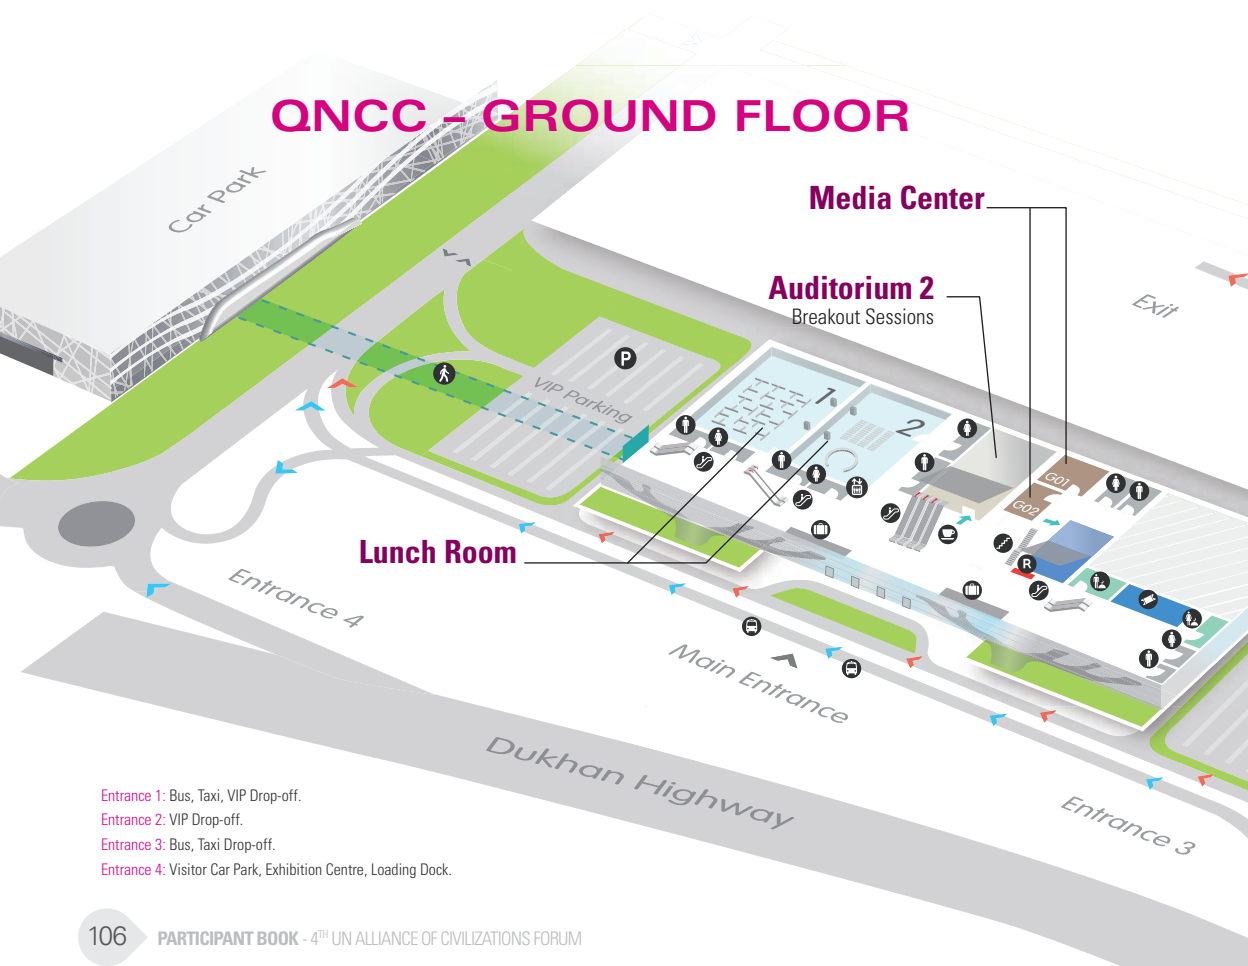 QNCC – GROUND FLOOR
Car Park
Media Center
Auditorium 2
Breakout Sessions
Exit
P
VIP Parking
1
2
G01
G02
R
Lunch Room
Entrance 4
Main Entrance
Dukhan Highway
Entrance 3
Entrance 1: Bus, Taxi, VIP Drop-off.
Entrance 2: VIP Drop-off.
Entrance 3: Bus, Taxi Drop-off.
Entrance 4: Visitor Car Park, Exhibition Centre, Loading Dock.
106 PARTICIPANT BOOK - 4TH UN ALLIANCE OF CIVILIZATIONS FORUM